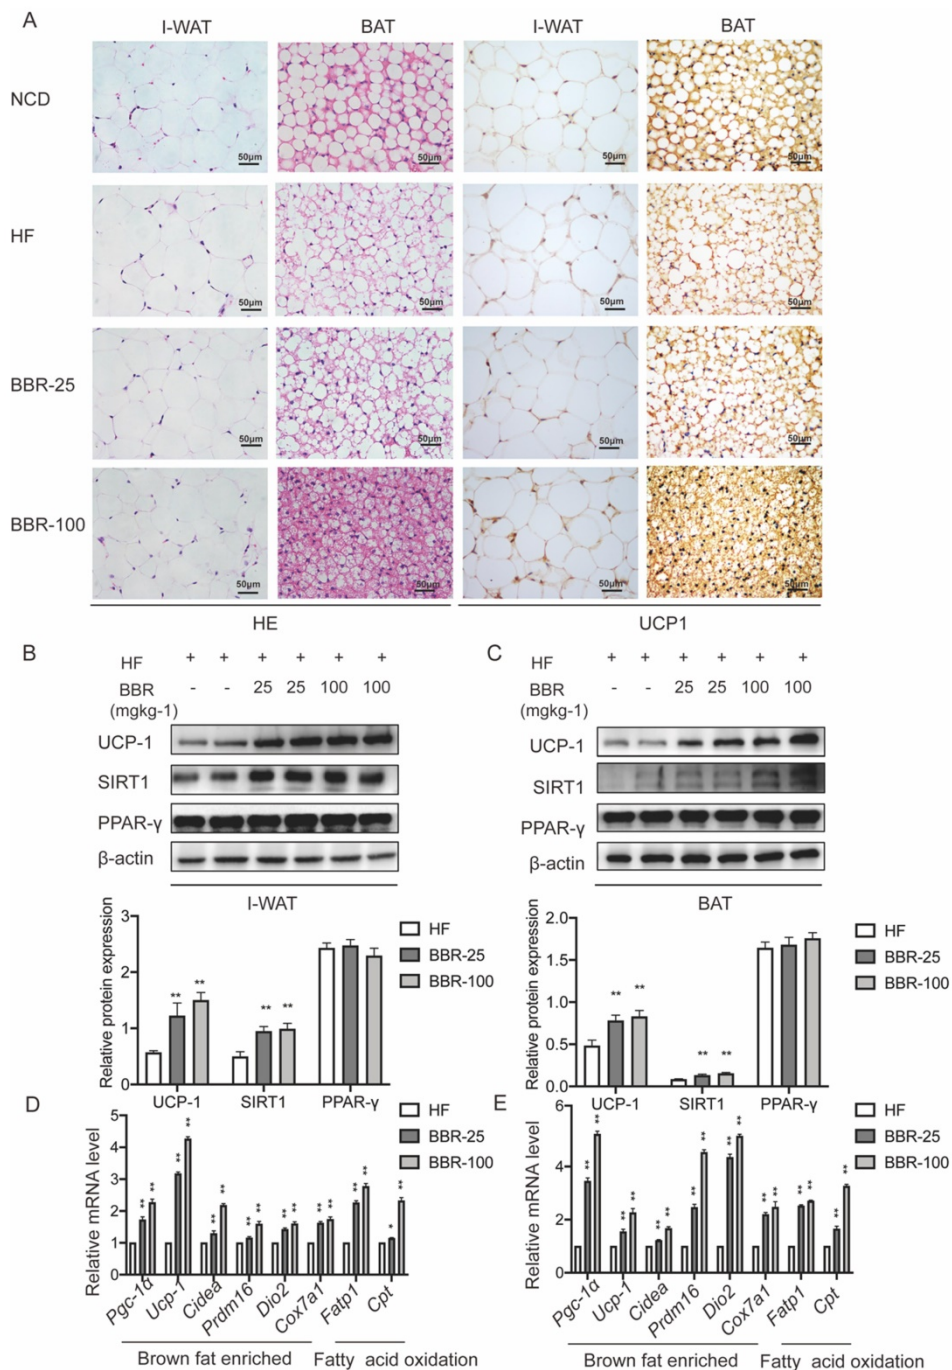 A
I-WAT BAT I-WAT BAT
NCD
50μm 50μm 50μm 50μm
HF
50μm 50μm 50μm 50μm
BBR-25
50μm 50μm 50μm 50μm
BBR-100
50μm 50μm 50μm 50μm
HE UCP1
B
HF + + + + + +
BBR - - 25 25 100 100
(mgkg-1)
UCP-1
SIRT1
PPAR-γ
β-actin
I-WAT
Relative protein expression
3
2
1
0
** ** ** **
UCP-1 SIRT1 PPAR-γ
HF
BBR-25
BBR-100
C
HF + + + + + +
BBR - - 25 25 100 100
(mgkg-1)
UCP-1
SIRT1
PPAR-γ
β-actin
BAT
Relative protein expression
2.0
1.5
1.0
0.5
0.0
** ** ** **
UCP-1 SIRT1 PPAR-γ
HF
BBR-25
BBR-100
D
Relative mRNA level
5
4
3
2
1
0
** ** ** ** ** ** ** ** ** ** ** ** ** ** * **
Pgc-1α Ucp-1 Cidea Prdm16 Dio2 Cox7a1 Fatp1 Cpt
Brown fat enriched Fatty acid oxidation
HF
BBR-25
BBR-100
E
Relative mRNA level
6
4
2
0
** ** ** ** ** ** ** ** ** ** ** ** ** ** ** **
Pgc-1α Ucp-1 Cidea Prdm16 Dio2 Cox7a1 Fatp1 Cpt
Brown fat enriched Fatty acid oxidation
HF
BBR-25
BBR-100